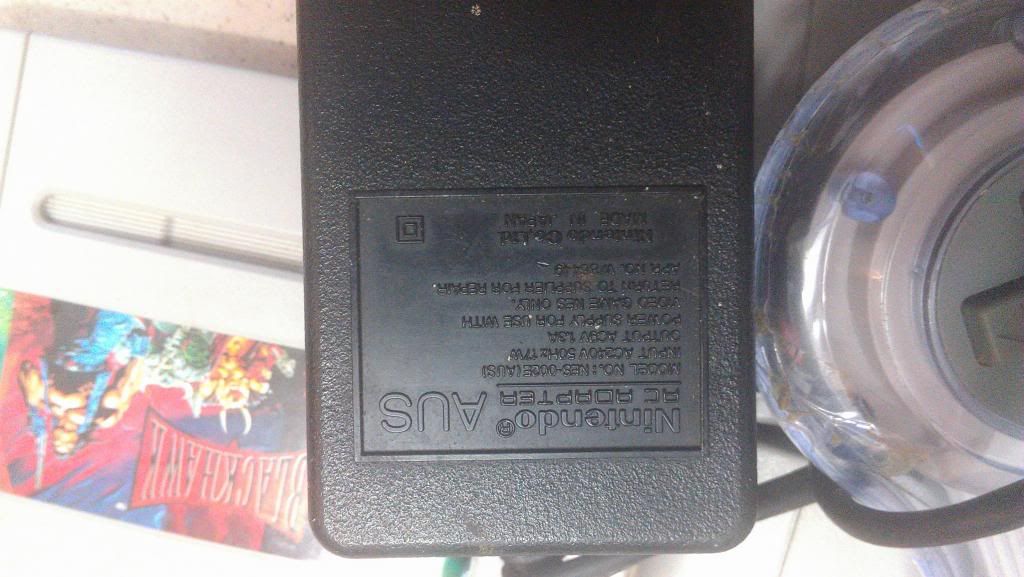 Nintendo® AUS
AC ADAPTER
MODEL NO.: NES-002E (AUS)
INPUT AC240V 50Hz 17W
OUTPUT AC9V 1.3A
POWER SUPPLY FOR USE WITH
VIDEO GAME NES ONLY.
RETURN TO SUPPLIER FOR REPAIR.
APR. NO. V85449
Nintendo Co., Ltd.
MADE IN JAPAN
BLACKHAWK